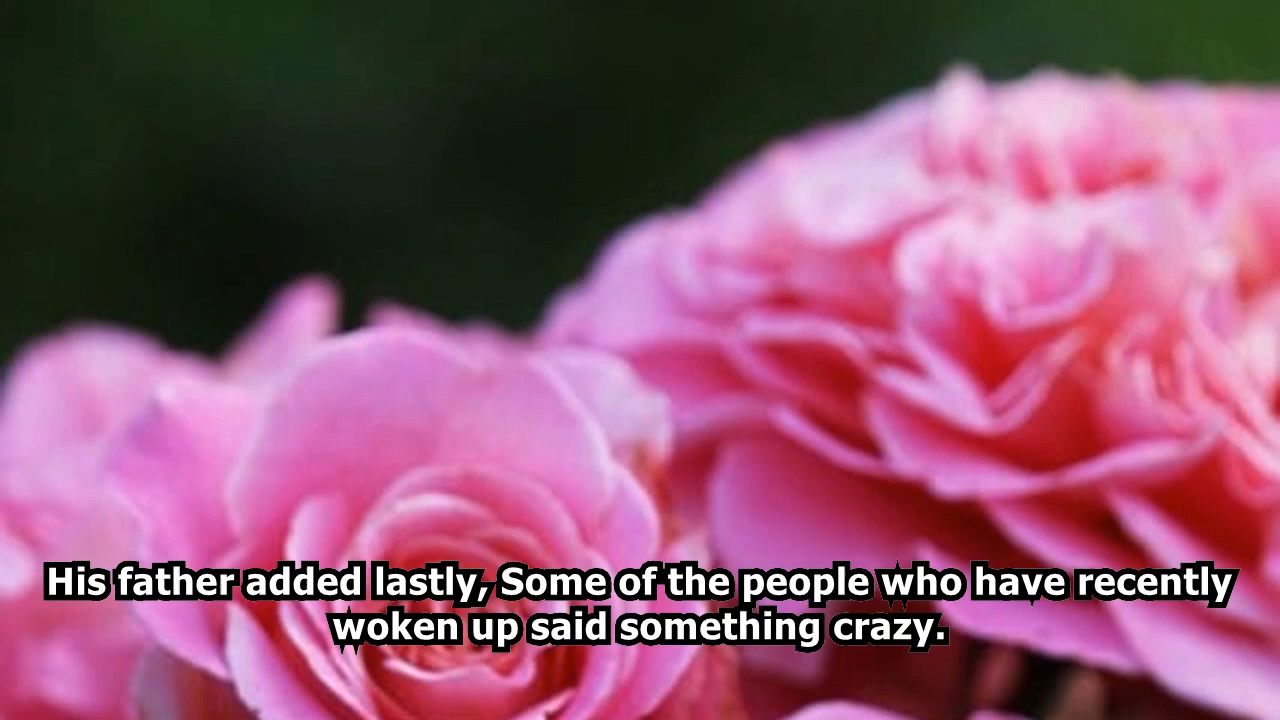 His father added lastly, Some of the people who have recently
woken up said something crazy.